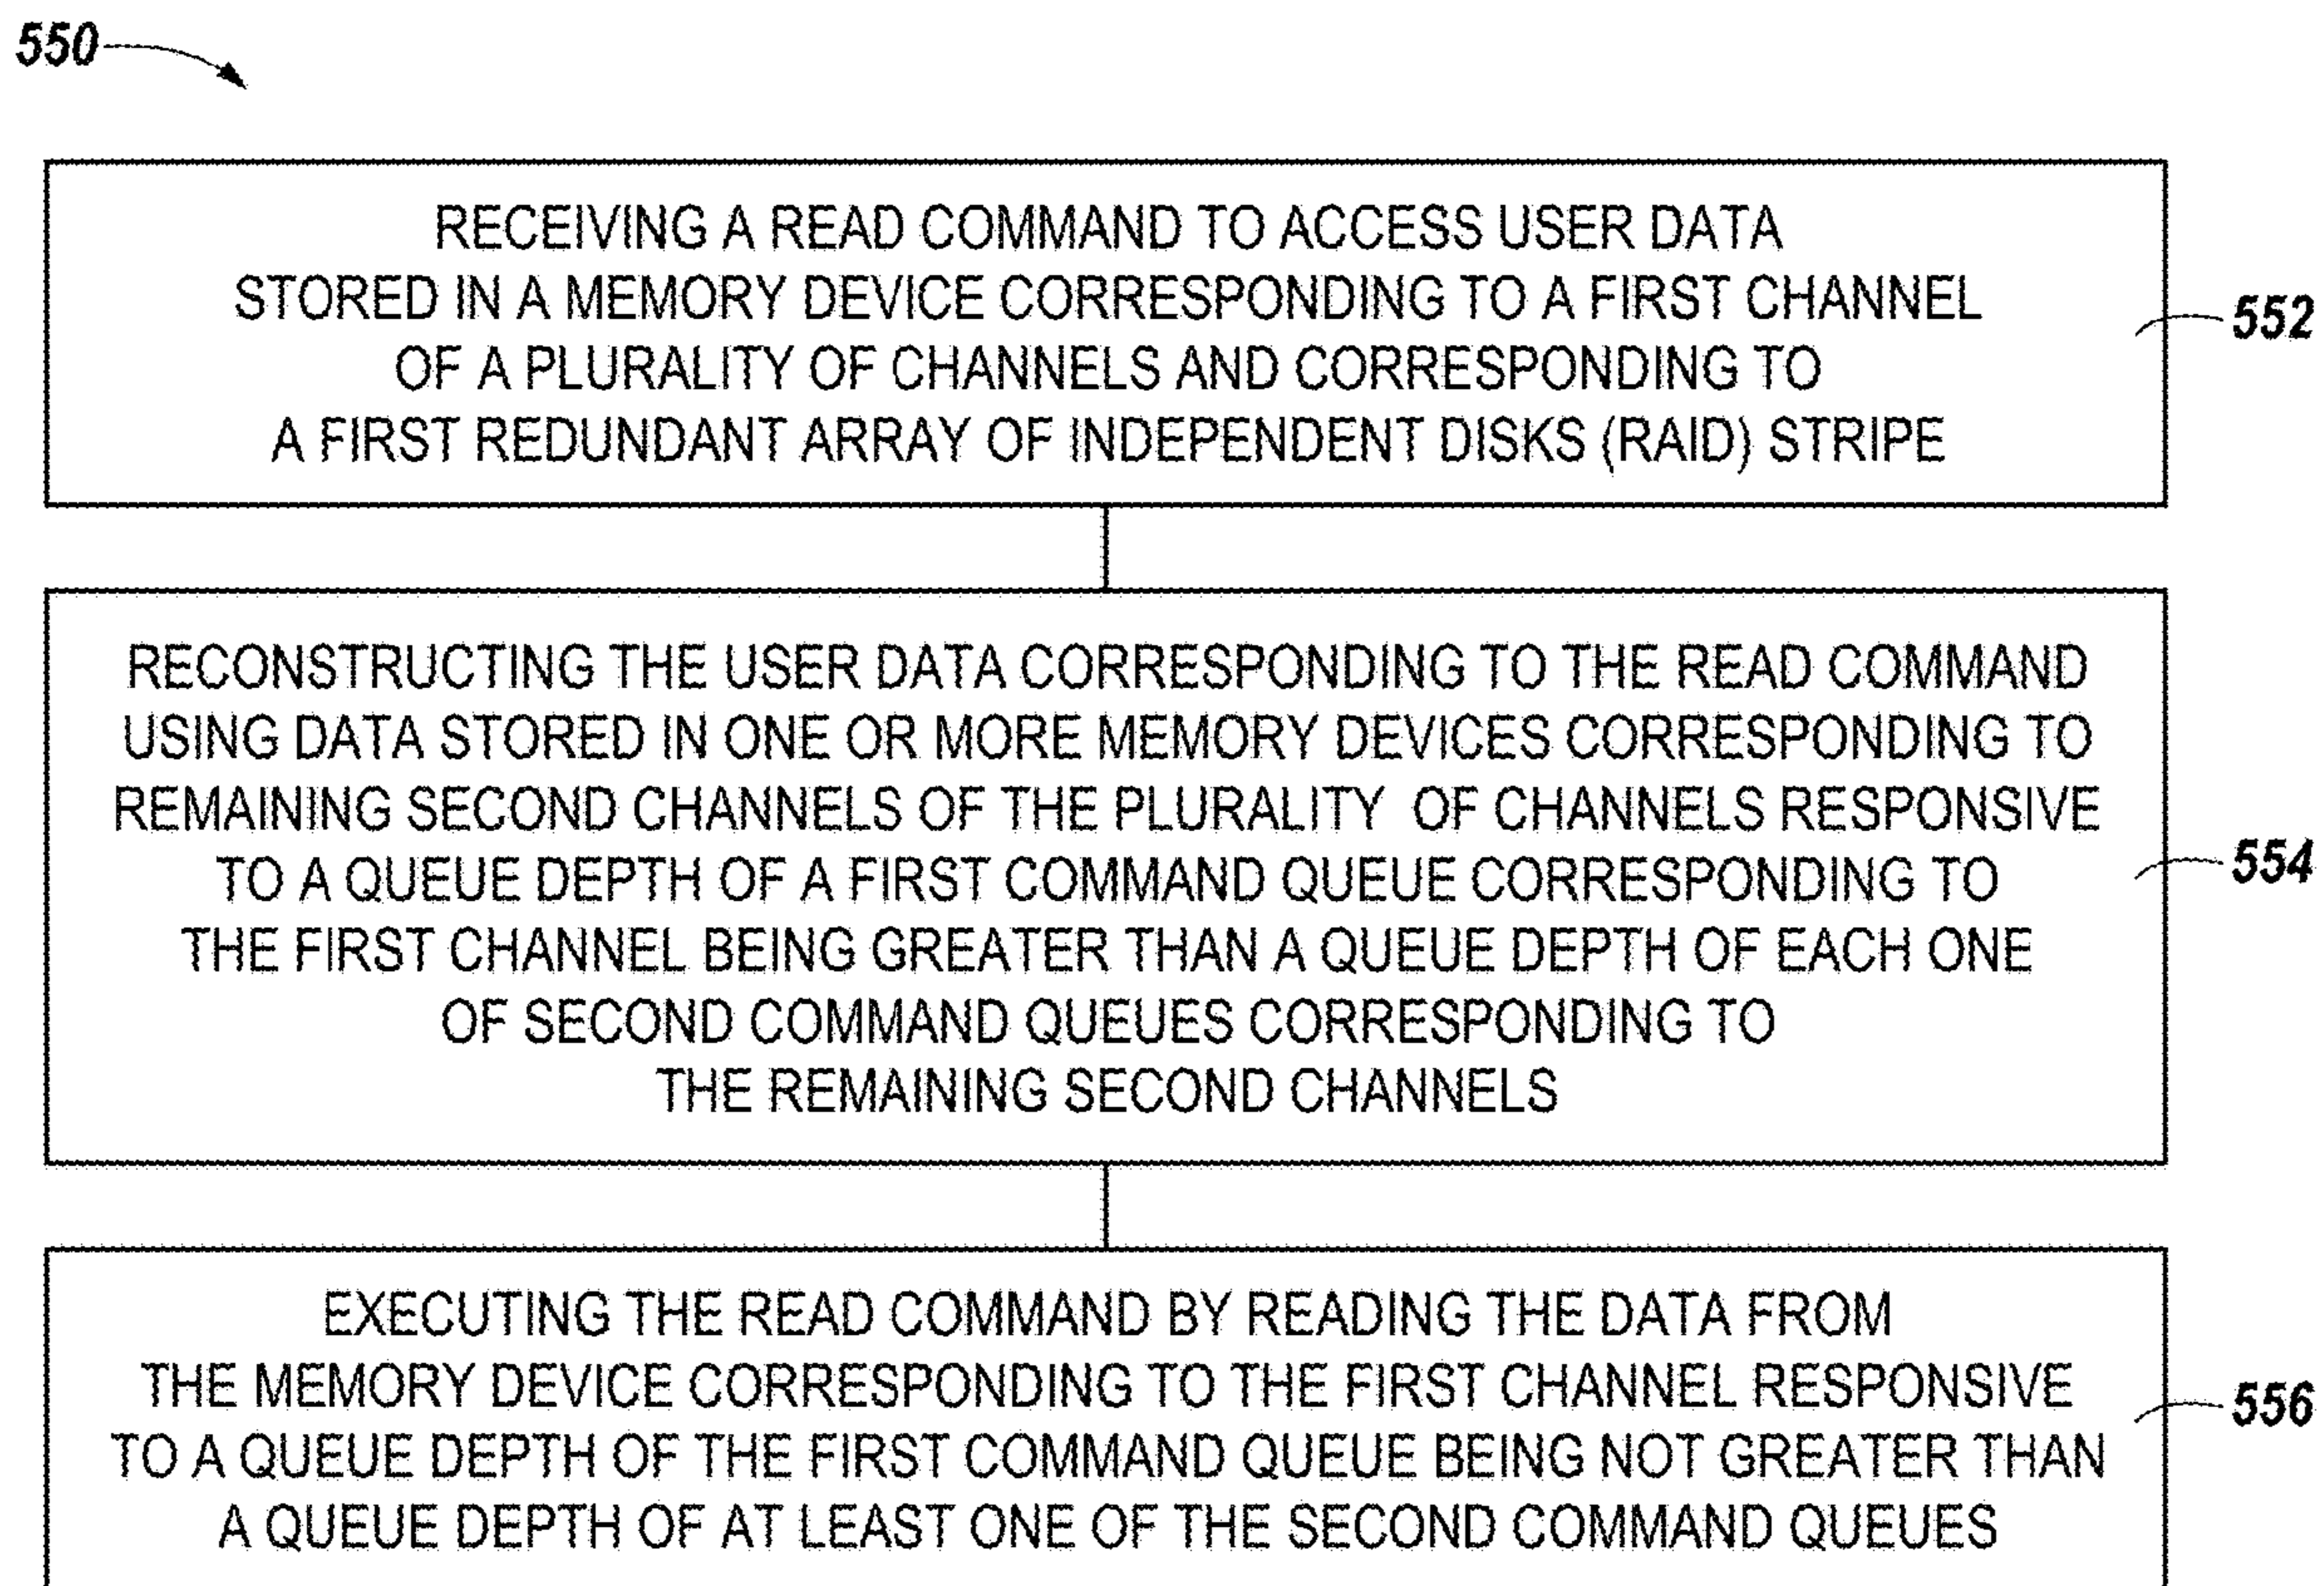 550
RECEIVING A READ COMMAND TO ACCESS USER DATA
STORED IN A MEMORY DEVICE CORRESPONDING TO A FIRST CHANNEL
OF A PLURALITY OF CHANNELS AND CORRESPONDING TO
A FIRST REDUNDANT ARRAY OF INDEPENDENT DISKS (RAID) STRIPE
552
RECONSTRUCTING THE USER DATA CORRESPONDING TO THE READ COMMAND
USING DATA STORED IN ONE OR MORE MEMORY DEVICES CORRESPONDING TO
REMAINING SECOND CHANNELS OF THE PLURALITY OF CHANNELS RESPONSIVE
TO A QUEUE DEPTH OF A FIRST COMMAND QUEUE CORRESPONDING TO
THE FIRST CHANNEL BEING GREATER THAN A QUEUE DEPTH OF EACH ONE
OF SECOND COMMAND QUEUES CORRESPONDING TO
THE REMAINING SECOND CHANNELS
554
EXECUTING THE READ COMMAND BY READING THE DATA FROM
THE MEMORY DEVICE CORRESPONDING TO THE FIRST CHANNEL RESPONSIVE
TO A QUEUE DEPTH OF THE FIRST COMMAND QUEUE BEING NOT GREATER THAN
A QUEUE DEPTH OF AT LEAST ONE OF THE SECOND COMMAND QUEUES
556